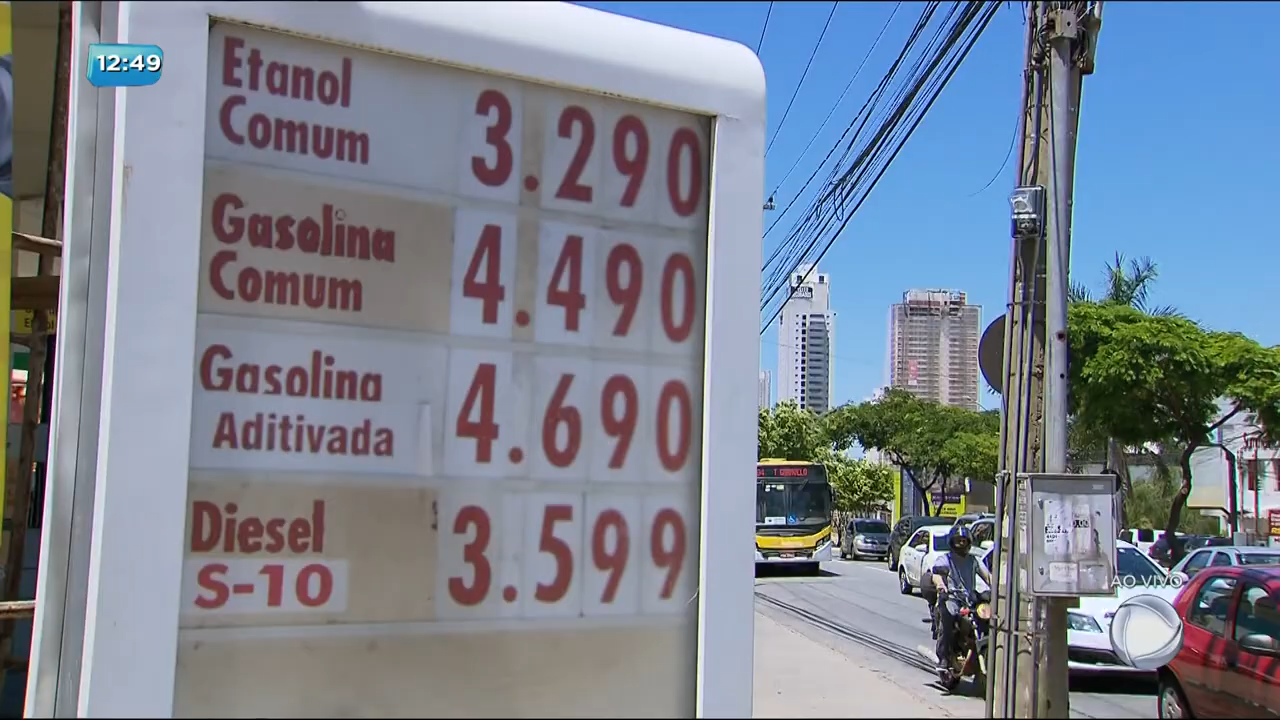 12:49
Etanol
Comum
3.290
Gasolina
Comum
4.490
Gasolina
Aditivada
4.690
Diesel
S-10
3.599
AO VIVO